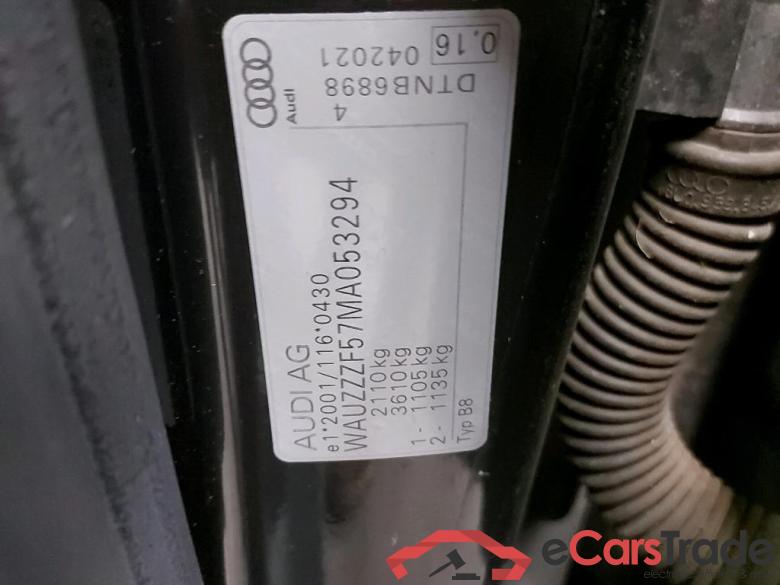 AUDI AG
e1*2001/116*0430
WAUZZZF57MA053294
2110kg
3610kg
1 - 1105kg
2 - 1135kg
Typ B8
4
DTNB6898
0,16 042021
Audi
eCarsTrade